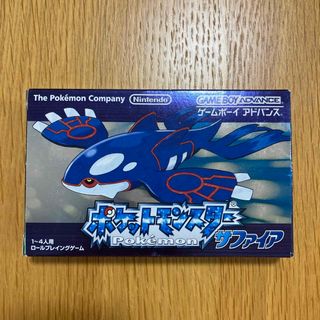 The Pokémon Company
Nintendo
GAME BOY ADVANCE
ゲームボーイ アドバンス
ポケットモンスター
Pokémon
サファイア
1~4人用
ロールプレイングゲーム